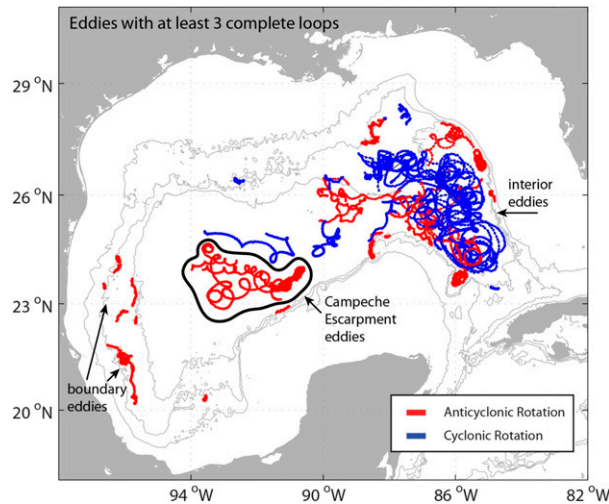 Eddies with at least 3 complete loops
29 °N
26 °N
interior
eddies
23 °N
Campeche
Escarpment
eddies
boundary
eddies
20 °N
Anticyclonic Rotation
Cyclonic Rotation
94 °W
90 °W
86 °W
82 °W